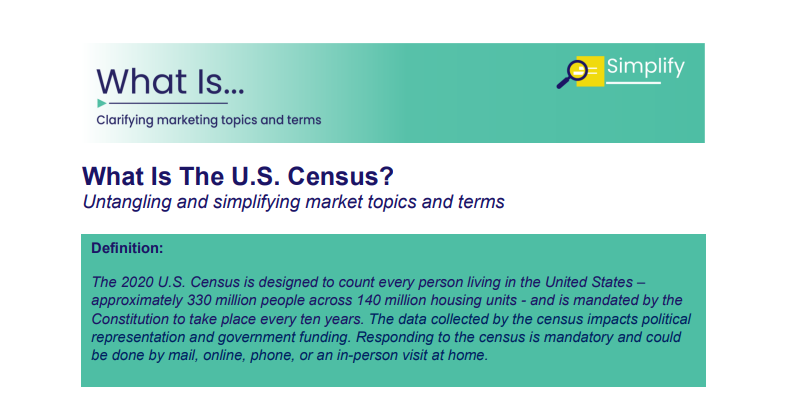 What Is...
Simplify
Clarifying marketing topics and terms
What Is The U.S. Census?
Untangling and simplifying market topics and terms
Definition:
The 2020 U.S. Census is designed to count every person living in the United States –
approximately 330 million people across 140 million housing units - and is mandated by the
Constitution to take place every ten years. The data collected by the census impacts political
representation and government funding. Responding to the census is mandatory and could
be done by mail, online, phone, or an in-person visit at home.